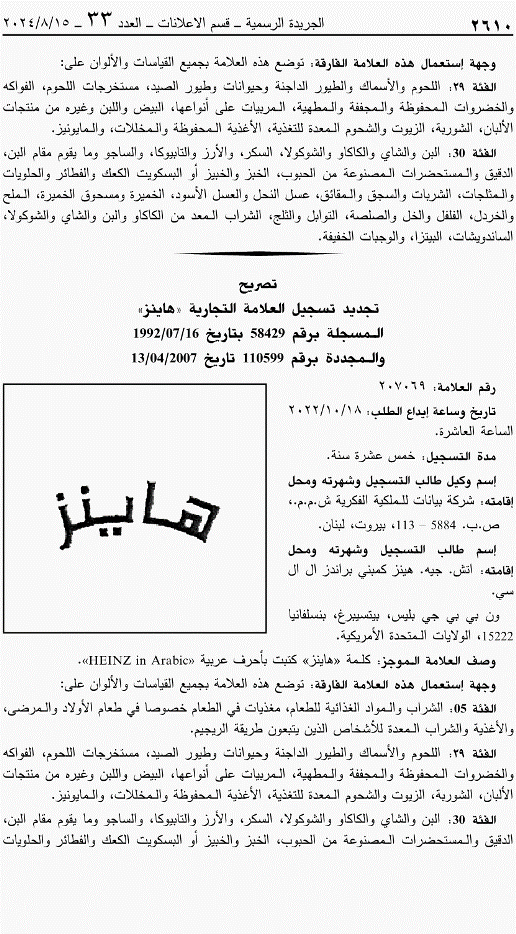 ٢٦١٠ الجريدة الرسمية ـ قسم الاعلانات ـ العدد ٣٣ ـ ٢٠٢٤/٨/١٥
وجهة إستعمال هذه العلامة الفارقة: توضع هذه العلامة بجميع القياسات والألوان على:
الفئة ٢٩: اللحوم والأسماك والطيور الداجنة وحيوانات وطيور الصيد، مستخرجات اللحوم، الفواكه
والخضروات المحفوظة والمجففة والمطهية، المربيات على أنواعها، البيض واللبن وغيره من منتجات
الألبان، الشوربة، الزيوت والشحوم المعدة للتغذية، الأغذية المحفوظة والمخللات، والمايونيز.
الفئة 30: البن والشاي والكاكاو والشوكولا، السكر، والأرز والتابيوكا، والساجو وما يقوم مقام البن،
الدقيق والمستحضرات المصنوعة من الحبوب، الخبز والخبيز أو البسكويت الكعك والفطائر والحلويات
والمثلجات، الشربات والسجق والمقائق، عسل النحل والعسل الأسود، الخميرة ومسحوق الخميرة، الملح
والخردل، الفلفل والخل والصلصة، التوابل والثلج، الشراب المعد من الكاكاو والبن والشاي والشوكولا،
الساندويشات، البيتزا، والوجبات الخفيفة.
تصريح
تجديد تسجيل العلامة التجارية «هاينز»
المسجلة برقم 58429 بتاريخ 1992/07/16
والمجددة برقم 110599 تاريخ 13/04/2007
رقم العلامة: ٢٠٧٠٦٩
تاريخ وساعة إيداع الطلب: ٢٠٢٢/١٠/١٨
الساعة العاشرة.
مدة التسجيل: خمس عشرة سنة.
إسم وكيل طالب التسجيل وشهرته ومحل
إقامته: شركة بيانات للملكية الفكرية ش.م.م.،
ص.ب. 5884 – 113، بيروت، لبنان.
إسم طالب التسجيل وشهرته ومحل
إقامته: اتش. جيه. هينز كمبني براندز ال ال
سي.
ون بي بي جي بليس، بيتسيبرغ، بنسلفانيا
15222، الولايات المتحدة الأمريكية.
هاينز
وصف العلامة الموجز: كلمة «هاينز» كتبت بأحرف عربية «HEINZ in Arabic».
وجهة إستعمال هذه العلامة الفارقة: توضع هذه العلامة بجميع القياسات والألوان على:
الفئة 05: الشراب والمواد الغذائية للطعام، مغذيات في الطعام خصوصا في طعام الأولاد والمرضى،
والأغذية والشراب المعدة للأشخاص الذين يتبعون طريقة الريجيم.
الفئة ٢٩: اللحوم والأسماك والطيور الداجنة وحيوانات وطيور الصيد، مستخرجات اللحوم، الفواكه
والخضروات المحفوظة والمجففة والمطهية، المربيات على أنواعها، البيض واللبن وغيره من منتجات
الألبان، الشوربة، الزيوت والشحوم المعدة للتغذية، الأغذية المحفوظة والمخللات، والمايونيز.
الفئة 30: البن والشاي والكاكاو والشوكولا، السكر، والأرز والتابيوكا، والساجو وما يقوم مقام البن،
الدقيق والمستحضرات المصنوعة من الحبوب، الخبز والخبيز أو البسكويت الكعك والفطائر والحلويات